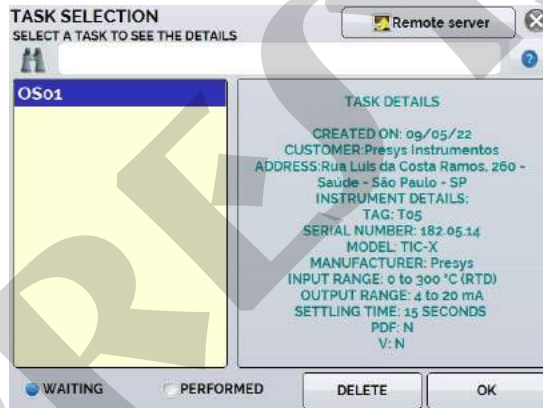 TASK SELECTION
SELECT A TASK TO SEE THE DETAILS
Remote server
OS01
TASK DETAILS
CREATED ON: 09/05/22
CUSTOMER:Presys Instrumentos
ADDRESS:Rua Luis da Costa Ramos, 260 -
Saúde - São Paulo - SP
INSTRUMENT DETAILS:
TAG: T05
SERIAL NUMBER: 182.05.14
MODEL: TIC-X
MANUFACTURER: Presys
INPUT RANGE: 0 to 300 °C (RTD)
OUTPUT RANGE: 4 to 20 mA
SETTLING TIME: 15 SECONDS
PDF: N
V: N
WAITING
PERFORMED
DELETE
OK